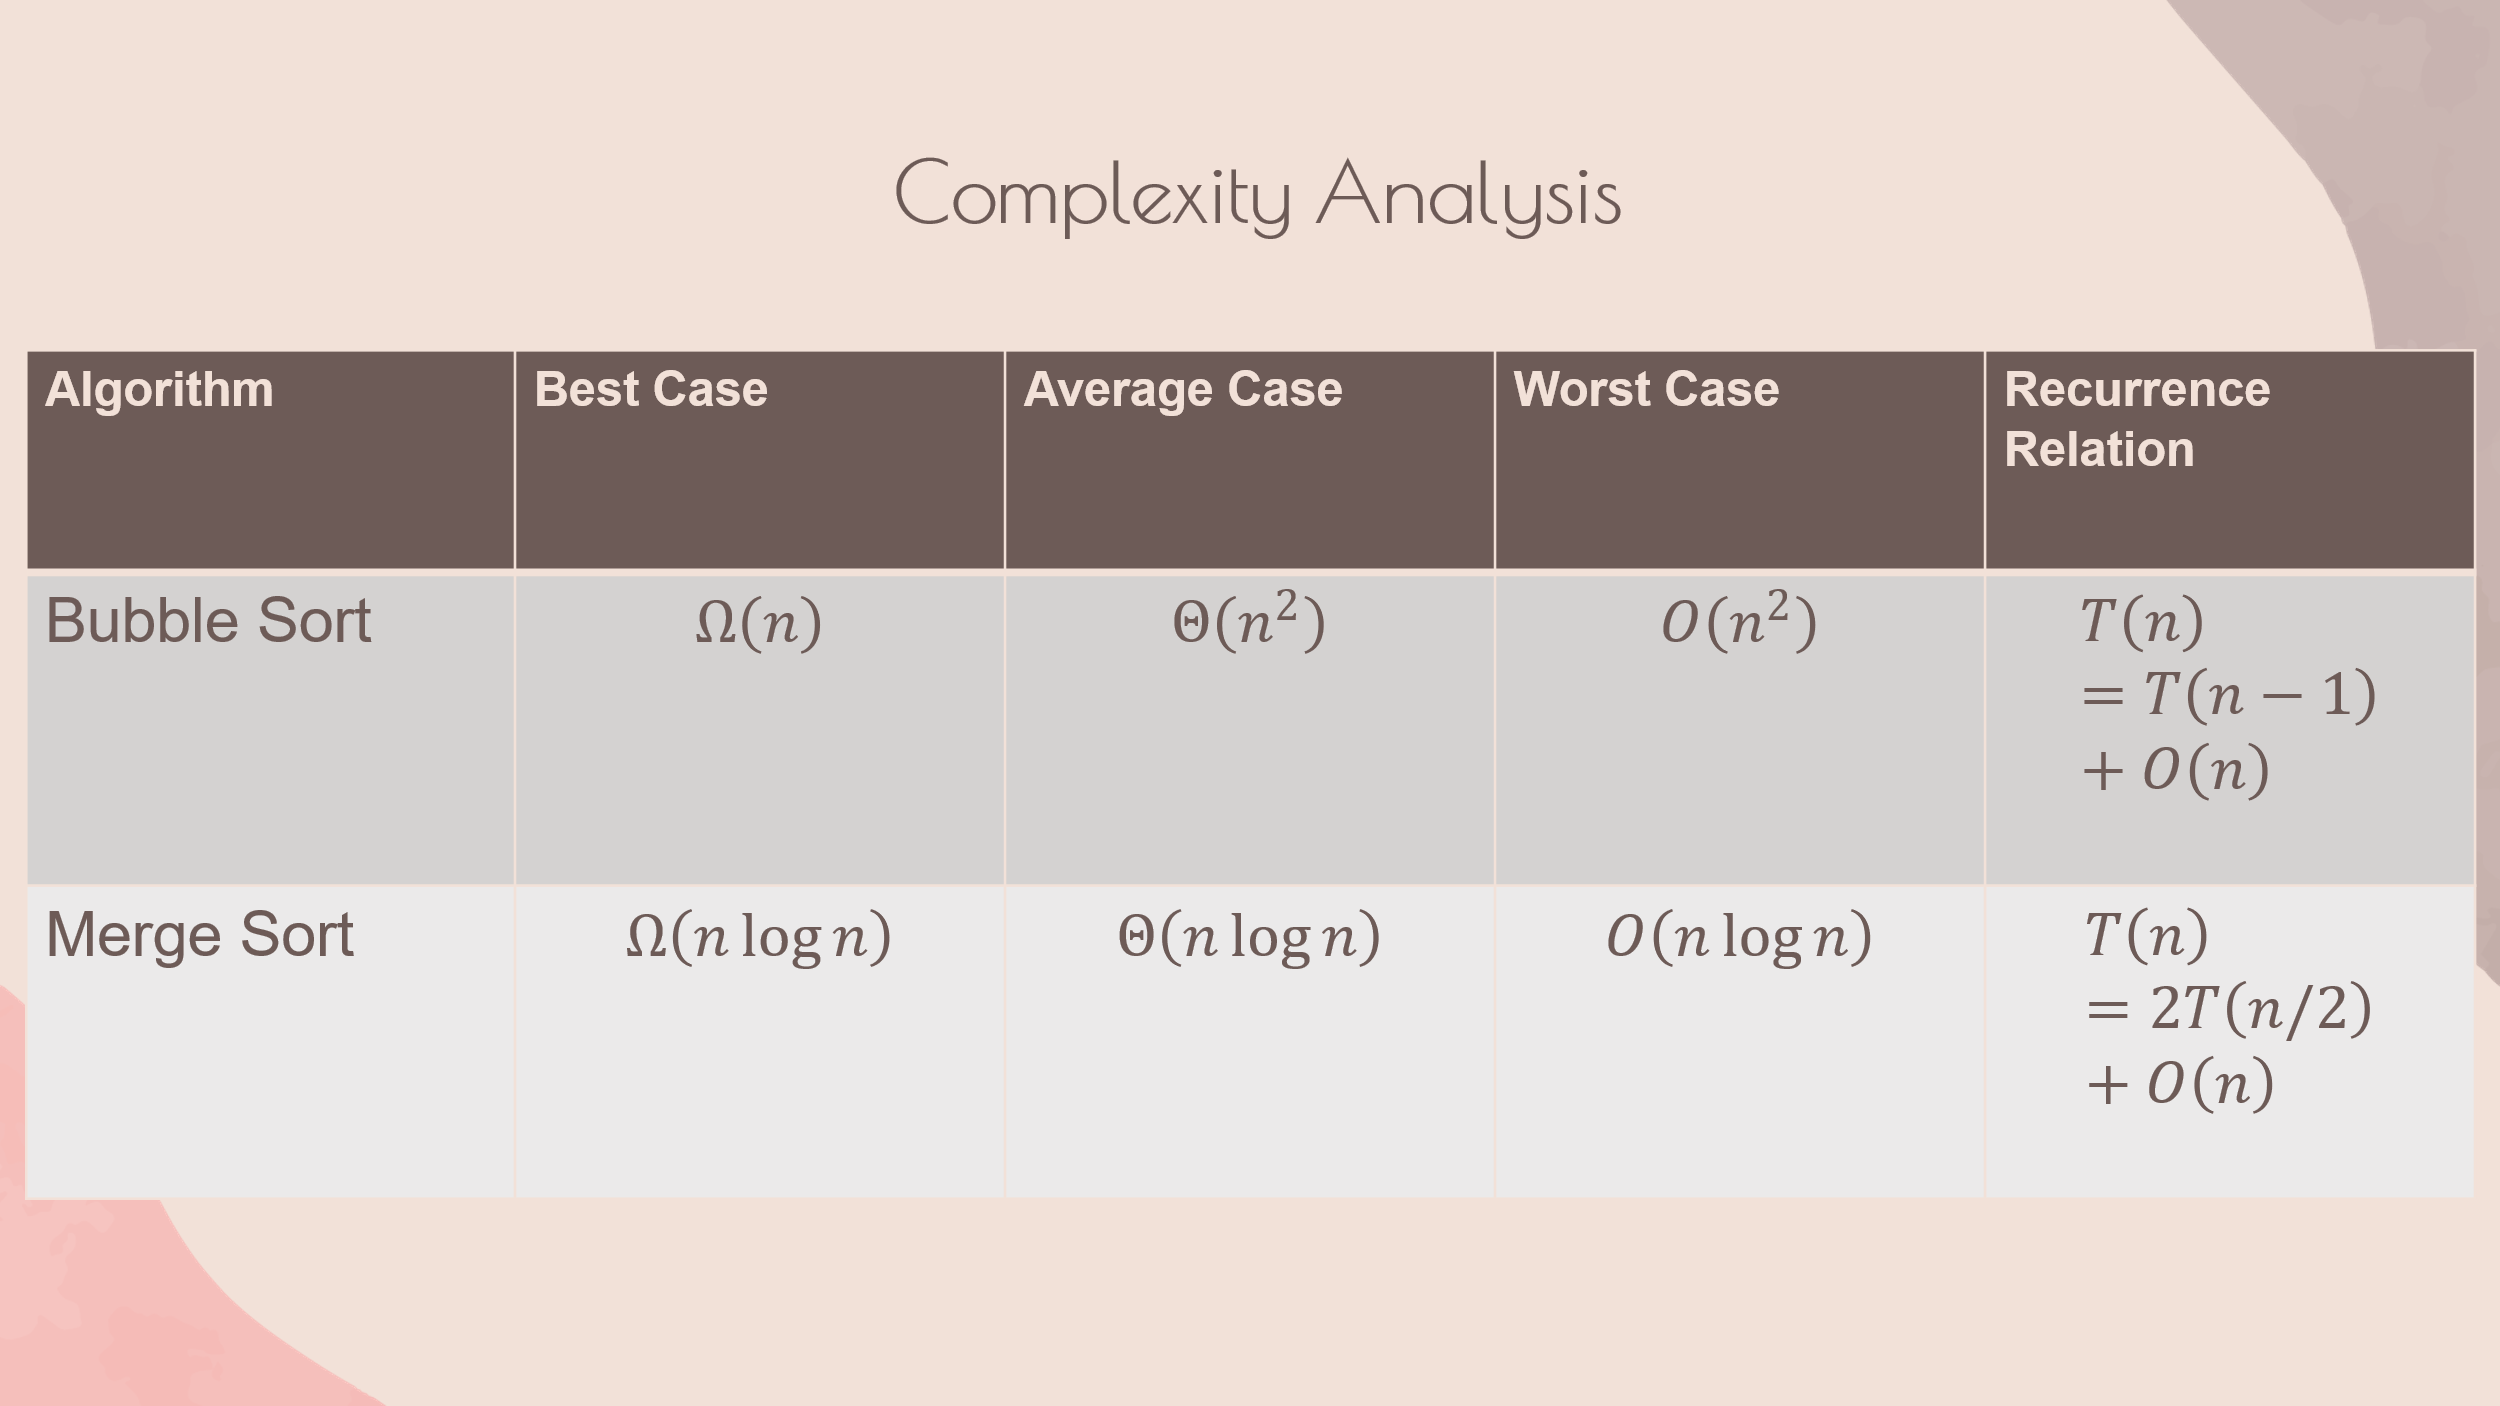 Complexity Analysis
Algorithm
Best Case
Average Case
Worst Case
Recurrence
Relation
Bubble Sort
Ω(n)
Θ(n²)
O(n²)
T(n)
= T(n − 1)
+ O(n)
Merge Sort
Ω(n log n)
Θ(n log n)
O(n log n)
T(n)
= 2T(n/2)
+ O(n)